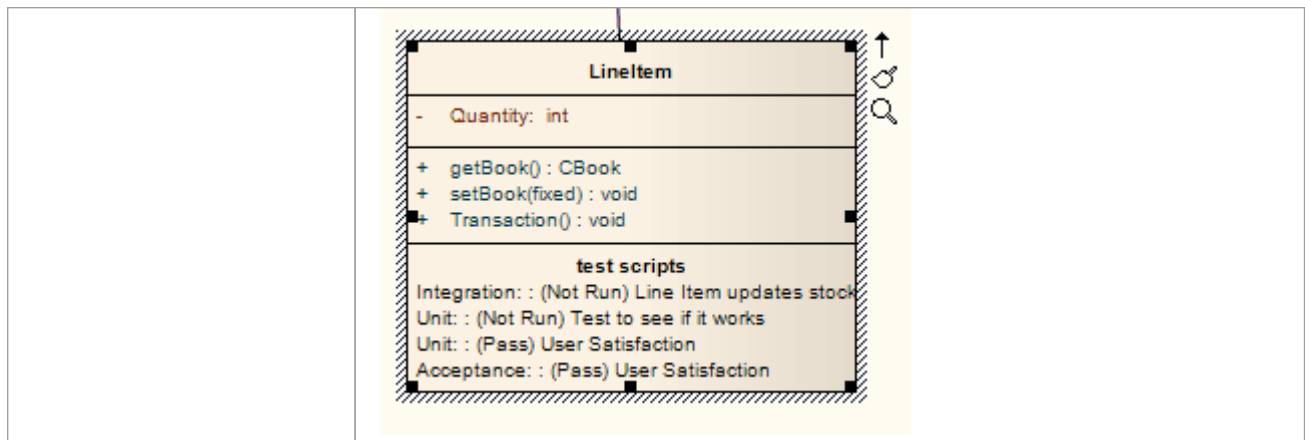 LineItem
- Quantity: int
+ getBook() : CBook
+ setBook(fixed) : void
+ Transaction() : void
test scripts
Integration: : (Not Run) Line Item updates stock
Unit: : (Not Run) Test to see if it works
Unit: : (Pass) User Satisfaction
Acceptance: : (Pass) User Satisfaction